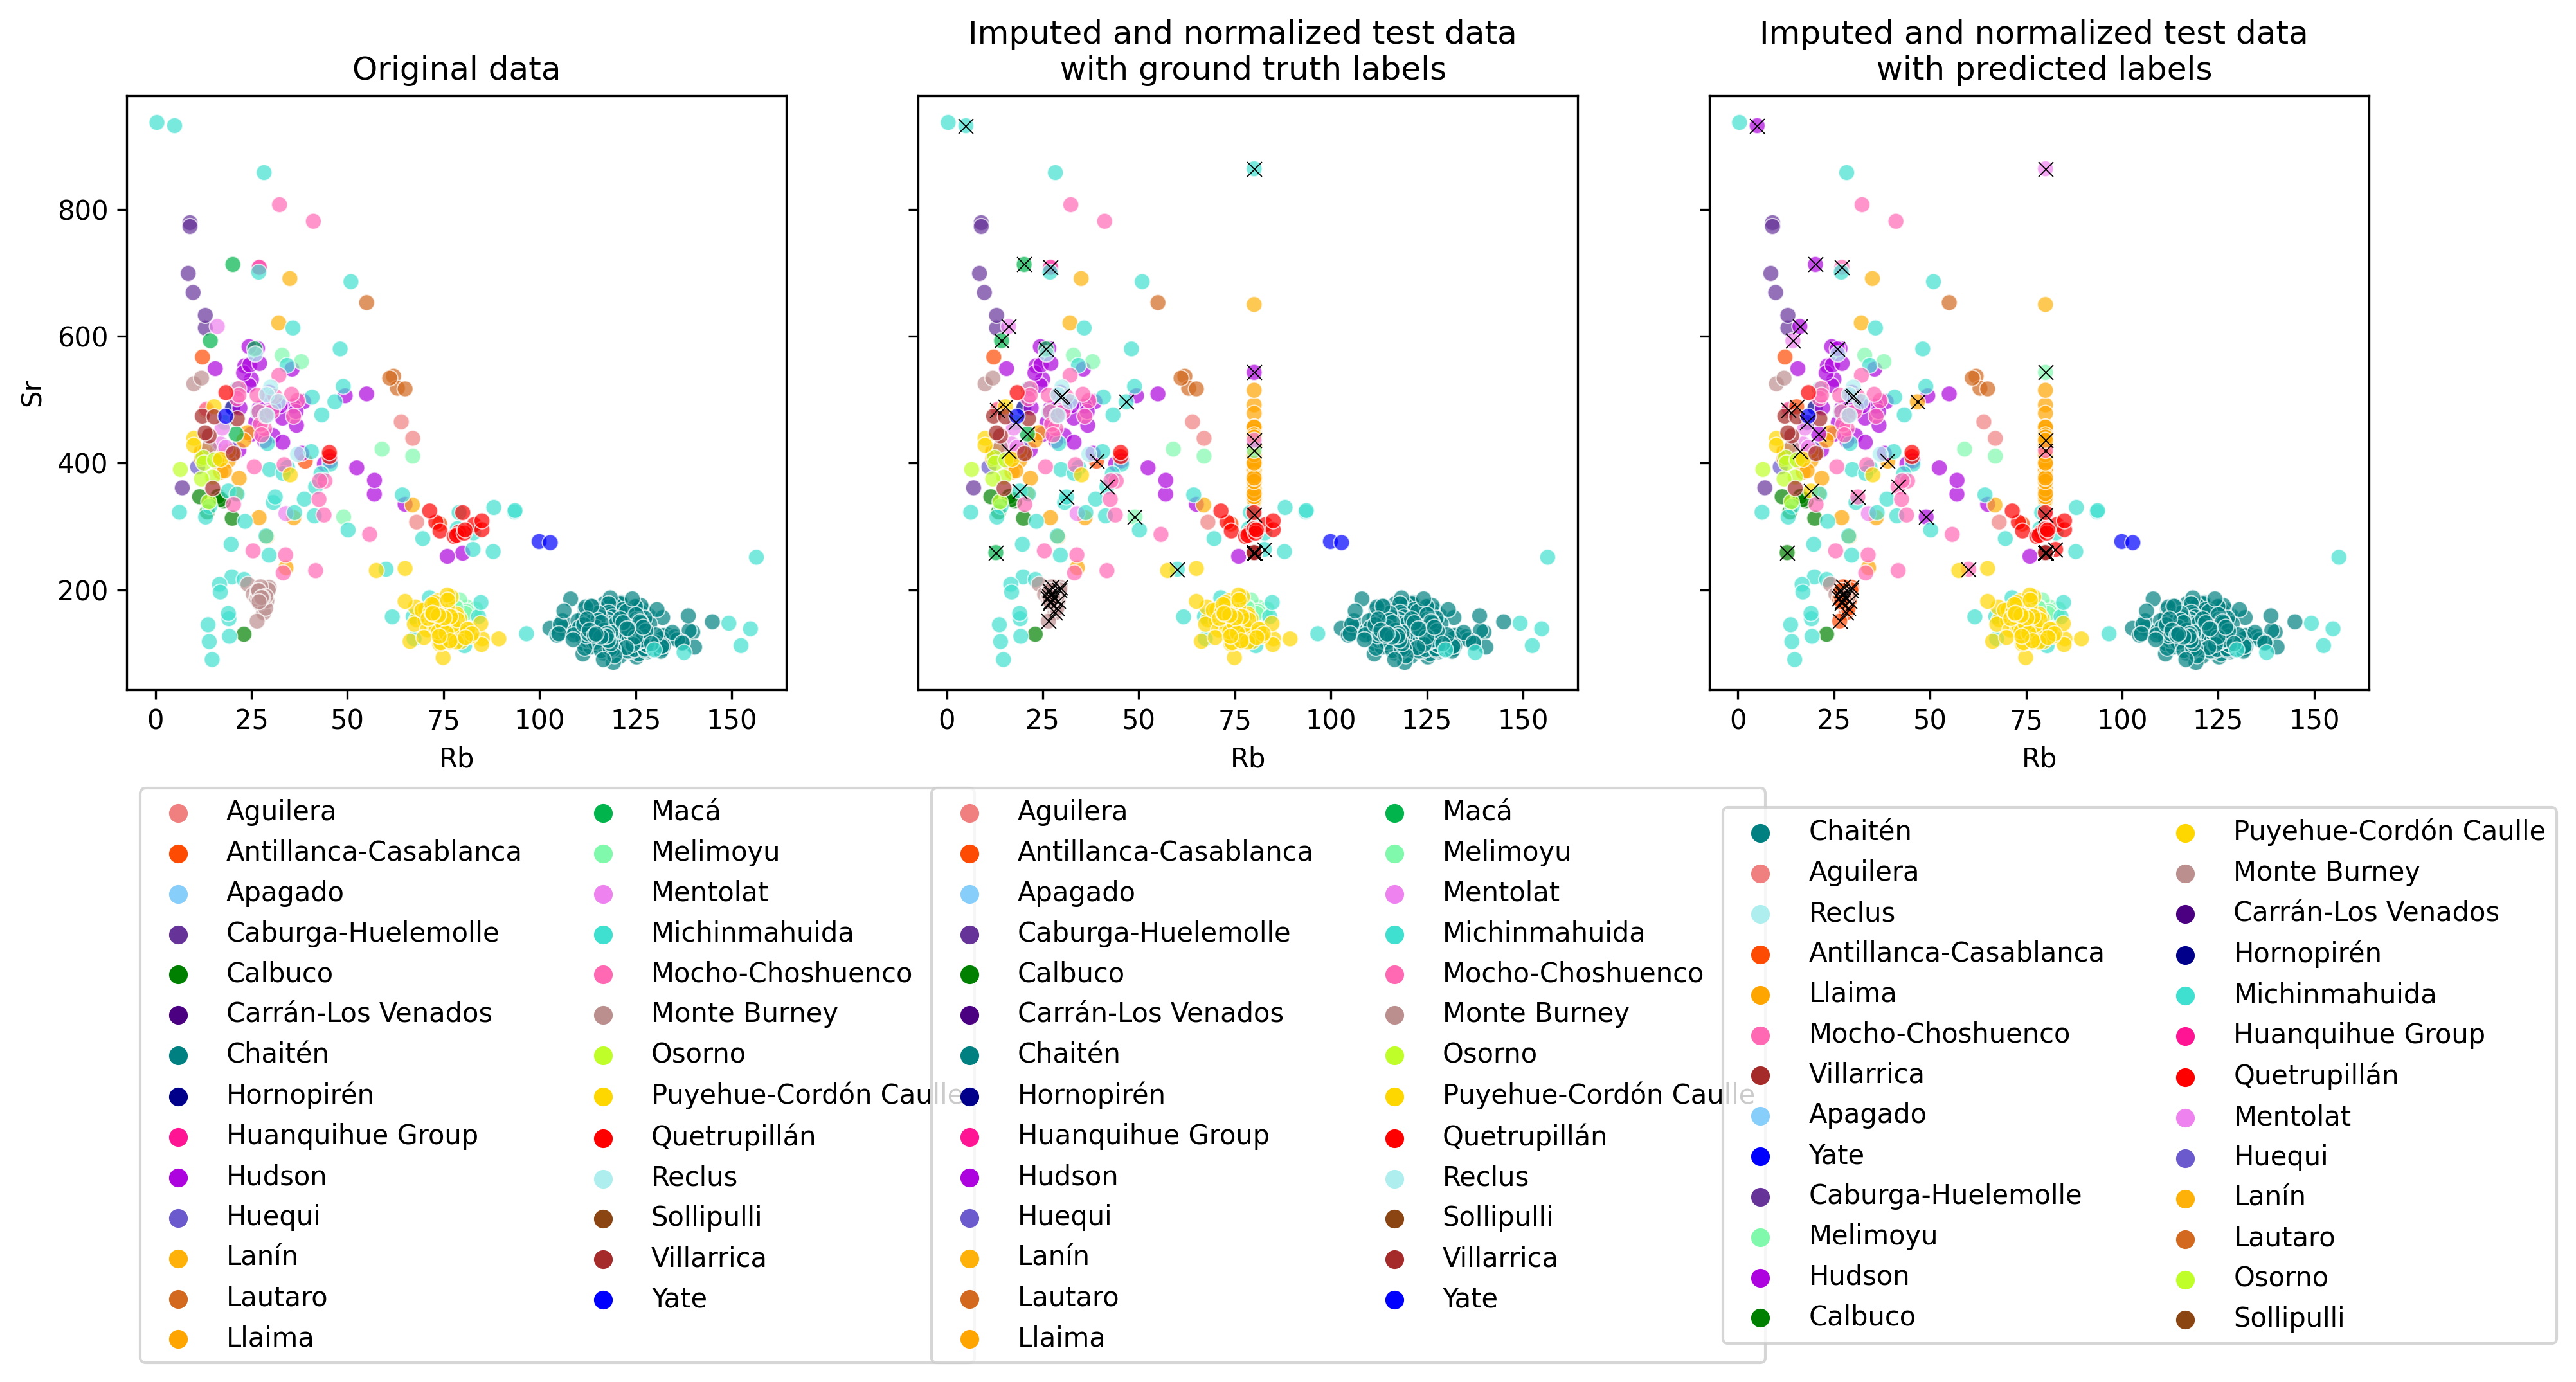 Original data
Imputed and normalized test data
with ground truth labels
Imputed and normalized test data
with predicted labels
Sr
800
600
400
200
0 25 50 75 100 125 150
Rb
0 25 50 75 100 125 150
Rb
0 25 50 75 100 125 150
Rb
Aguilera
Antillanca-Casablanca
Apagado
Caburga-Huelemolle
Calbuco
Carrán-Los Venados
Chaitén
Hornopirén
Huanquihue Group
Hudson
Huequi
Lanín
Lautaro
Llaima
Macá
Melimoyu
Mentolat
Michinmahuida
Mocho-Choshuenco
Monte Burney
Osorno
Puyehue-Cordón Caulle
Quetrupillán
Reclus
Sollipulli
Villarrica
Yate
Aguilera
Antillanca-Casablanca
Apagado
Caburga-Huelemolle
Calbuco
Carrán-Los Venados
Chaitén
Hornopirén
Huanquihue Group
Hudson
Huequi
Lanín
Lautaro
Llaima
Macá
Melimoyu
Mentolat
Michinmahuida
Mocho-Choshuenco
Monte Burney
Osorno
Puyehue-Cordón Caulle
Quetrupillán
Reclus
Sollipulli
Villarrica
Yate
Chaitén
Aguilera
Reclus
Antillanca-Casablanca
Llaima
Mocho-Choshuenco
Villarrica
Apagado
Yate
Caburga-Huelemolle
Melimoyu
Hudson
Calbuco
Puyehue-Cordón Caulle
Monte Burney
Carrán-Los Venados
Hornopirén
Michinmahuida
Huanquihue Group
Quetrupillán
Mentolat
Huequi
Lanín
Lautaro
Osorno
Sollipulli